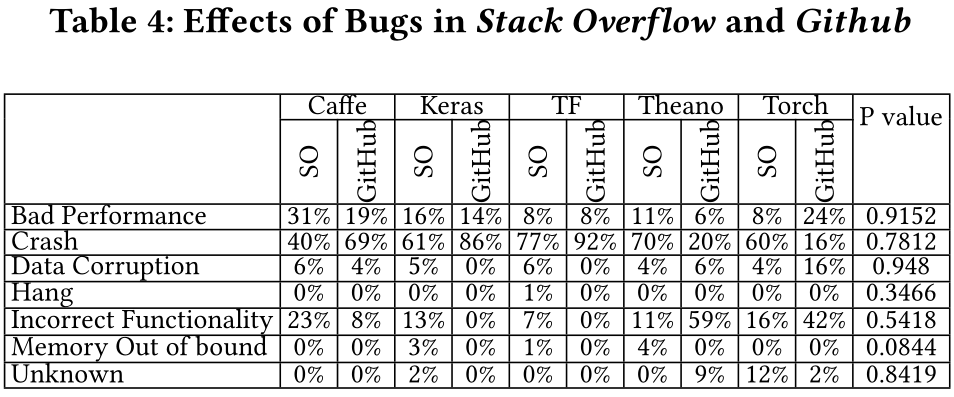 Table 4: Effects of Bugs in Stack Overflow and Github
Caffe Keras TF Theano Torch P value
SO GitHub SO GitHub SO GitHub SO GitHub SO GitHub
Bad Performance 31% 19% 16% 14% 8% 8% 11% 6% 8% 24% 0.9152
Crash 40% 69% 61% 86% 77% 92% 70% 20% 60% 16% 0.7812
Data Corruption 6% 4% 5% 0% 6% 0% 4% 6% 4% 16% 0.948
Hang 0% 0% 0% 0% 1% 0% 0% 0% 0% 0% 0.3466
Incorrect Functionality 23% 8% 13% 0% 7% 0% 11% 59% 16% 42% 0.5418
Memory Out of bound 0% 0% 3% 0% 1% 0% 4% 0% 0% 0% 0.0844
Unknown 0% 0% 2% 0% 0% 0% 0% 9% 12% 2% 0.8419